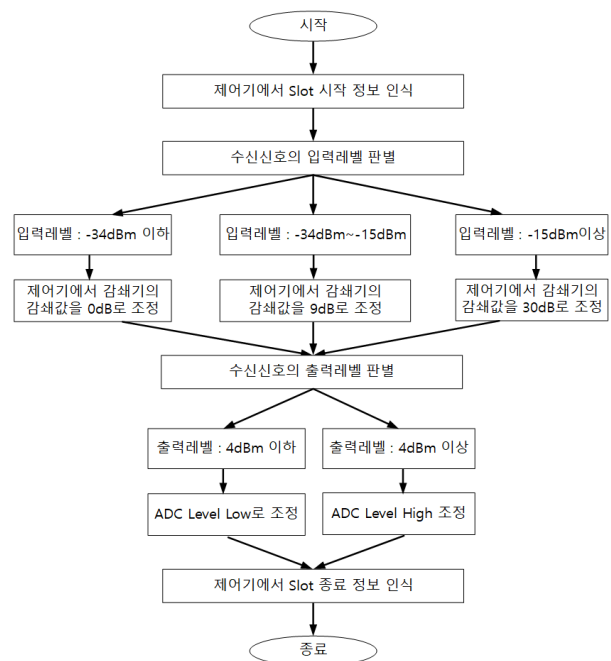 시작
제어기에서 Slot 시작 정보 인식
수신신호의 입력레벨 판별
입력레벨 : -34dBm 이하
입력레벨 : -34dBm~-15dBm
입력레벨 : -15dBm이상
제어기에서 감쇄기의
감쇄값을 0dB로 조정
제어기에서 감쇄기의
감쇄값을 9dB로 조정
제어기에서 감쇄기의
감쇄값을 30dB로 조정
수신신호의 출력레벨 판별
출력레벨 : 4dBm 이하
출력레벨 : 4dBm 이상
ADC Level Low로 조정
ADC Level High 조정
제어기에서 Slot 종료 정보 인식
종료